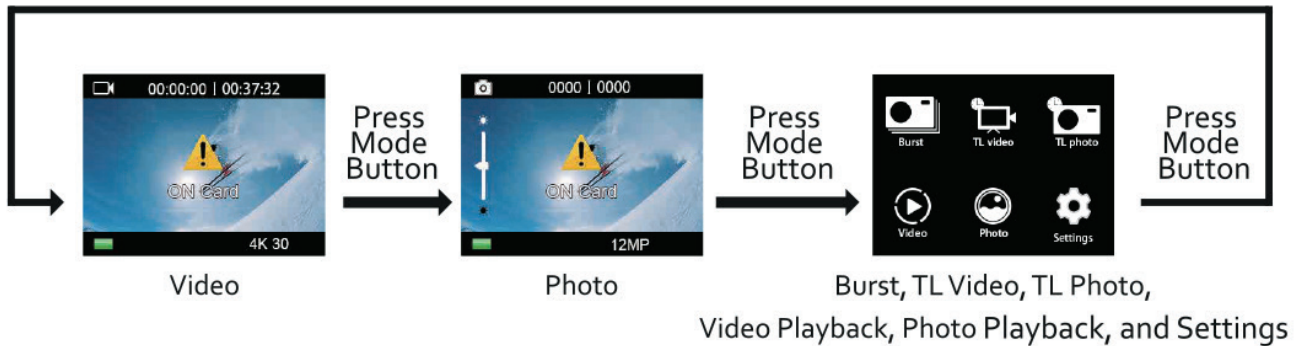 00:00:00 | 00:37:32
ON Card
4K 30
Video
Press
Mode
Button
0000 | 0000
ON Card
12MP
Photo
Press
Mode
Button
Burst
TL video
TL photo
Video
Photo
Settings
Burst, TL Video, TL Photo,
Video Playback, Photo Playback, and Settings
Press
Mode
Button